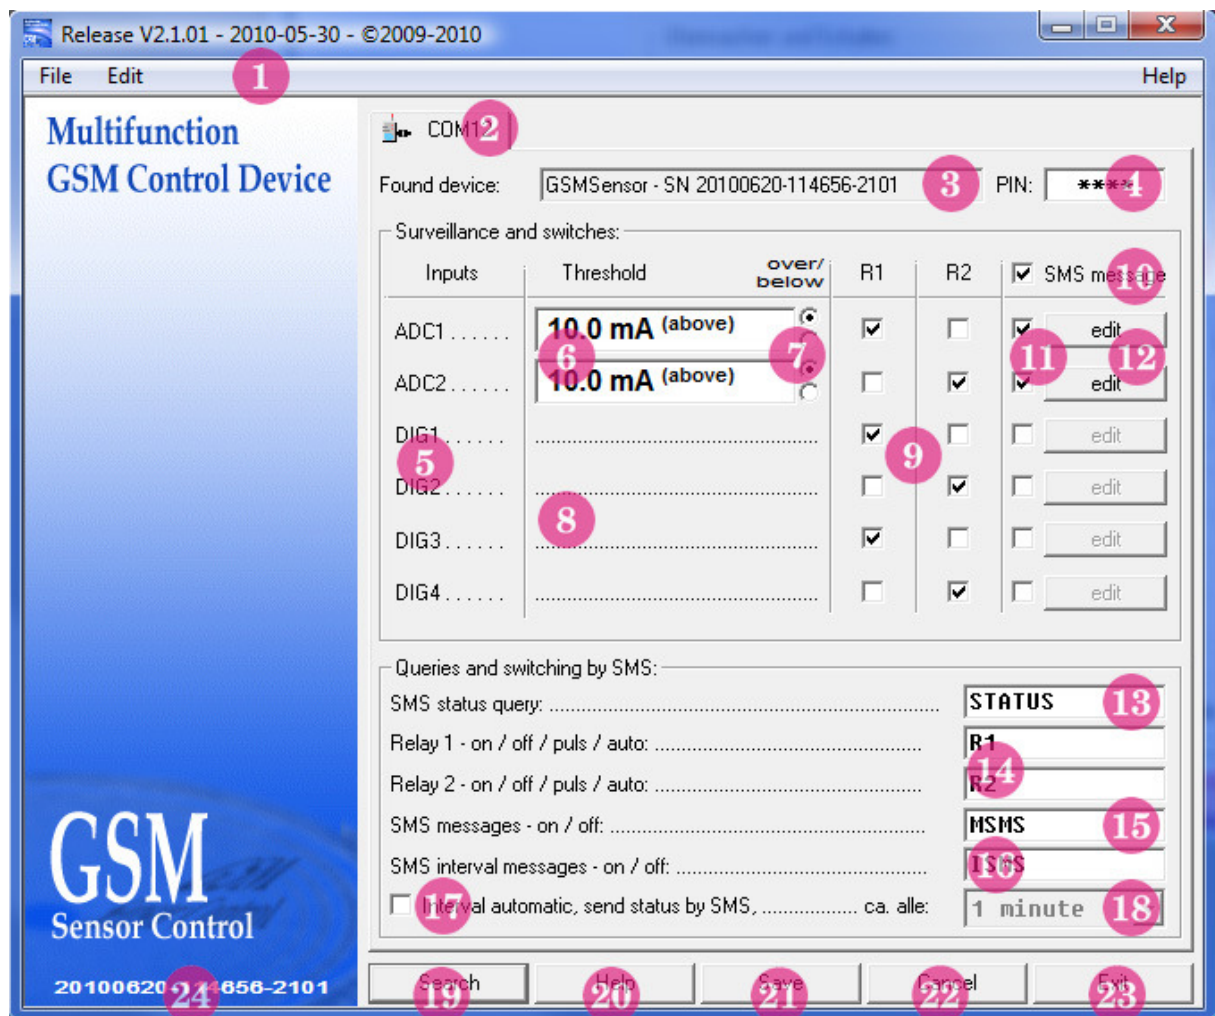 Release V2.1.01 - 2010-05-30 - ©2009-2010
File Edit 1 Help
Multifunction
GSM Control Device
COM12 2
Found device: GSMSensor - SN 20100620-114656-2101 3 PIN: **** 4
Surveillance and switches:
Inputs Threshold over/below R1 R2 SMS message 10
ADC1 ...... 10.0 mA (above) edit
6 7 11 12
ADC2 ...... 10.0 mA (above) edit
DIG1 ...... edit
5 9
DIG2 ...... edit
8
DIG3 ...... edit
DIG4 ...... edit
Queries and switching by SMS:
SMS status query: STATUS 13
Relay 1 - on / off / puls / auto: R1
14
Relay 2 - on / off / puls / auto: R2
SMS messages - on / off: MSMS 15
SMS interval messages - on / off: ISMS 16
17 Interval automatic, send status by SMS, .................. ca. alle: 1 minute 18
GSM
Sensor Control
20100620-114656-2101 24
Search 19 Help 20 Save 21 Cancel 22 Exit 23